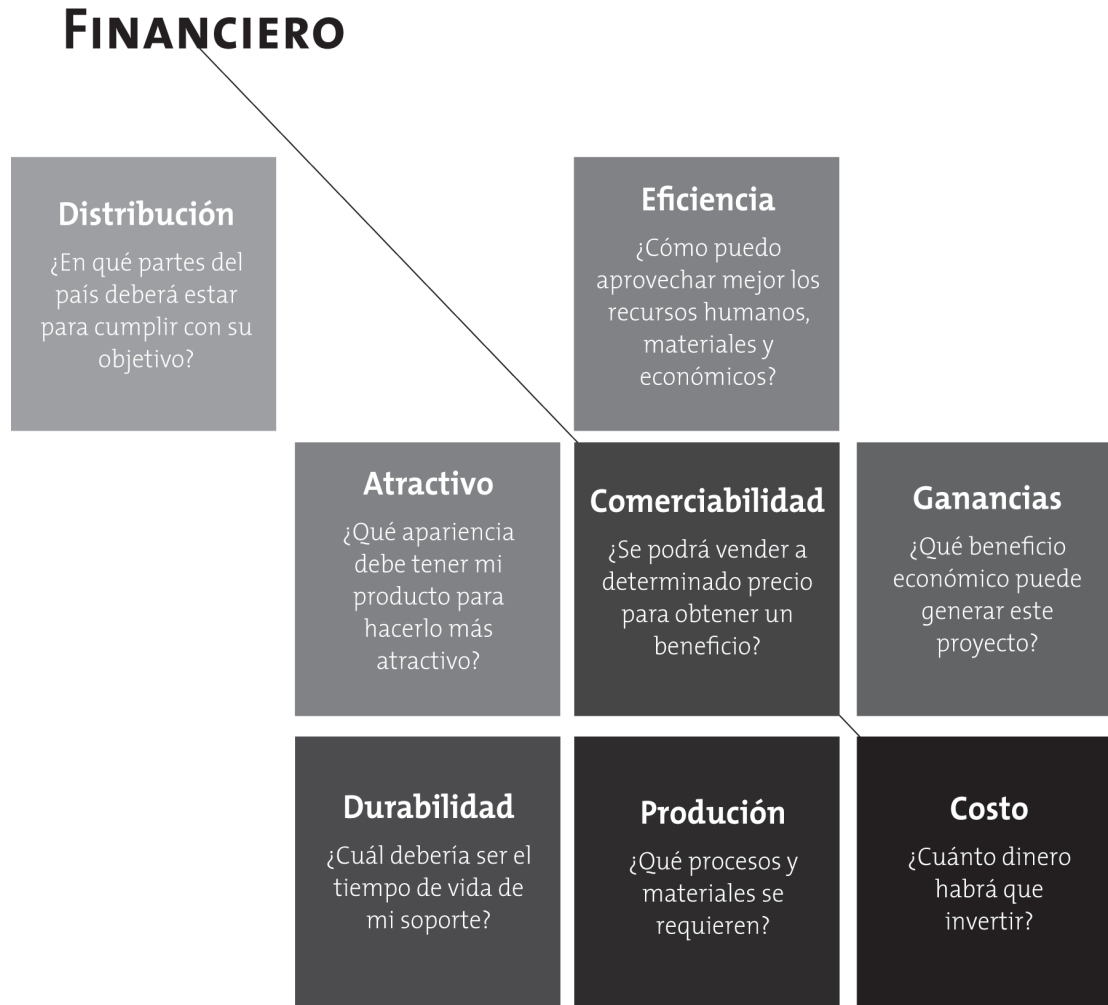 FINANCIERO
Distribución
¿En qué partes del
país deberá estar
para cumplir con su
objetivo?
Eficiencia
¿Cómo puedo
aprovechar mejor los
recursos humanos,
materiales y
económicos?
Atractivo
¿Qué apariencia
debe tener mi
producto para
hacerlo más
atractivo?
Comerciabilidad
¿Se podrá vender a
determinado precio
para obtener un
beneficio?
Ganancias
¿Qué beneficio
económico puede
generar este
proyecto?
Durabilidad
¿Cuál debería ser el
tiempo de vida de
mi soporte?
Produción
¿Qué procesos y
materiales se
requieren?
Costo
¿Cuánto dinero
habrá que
invertir?